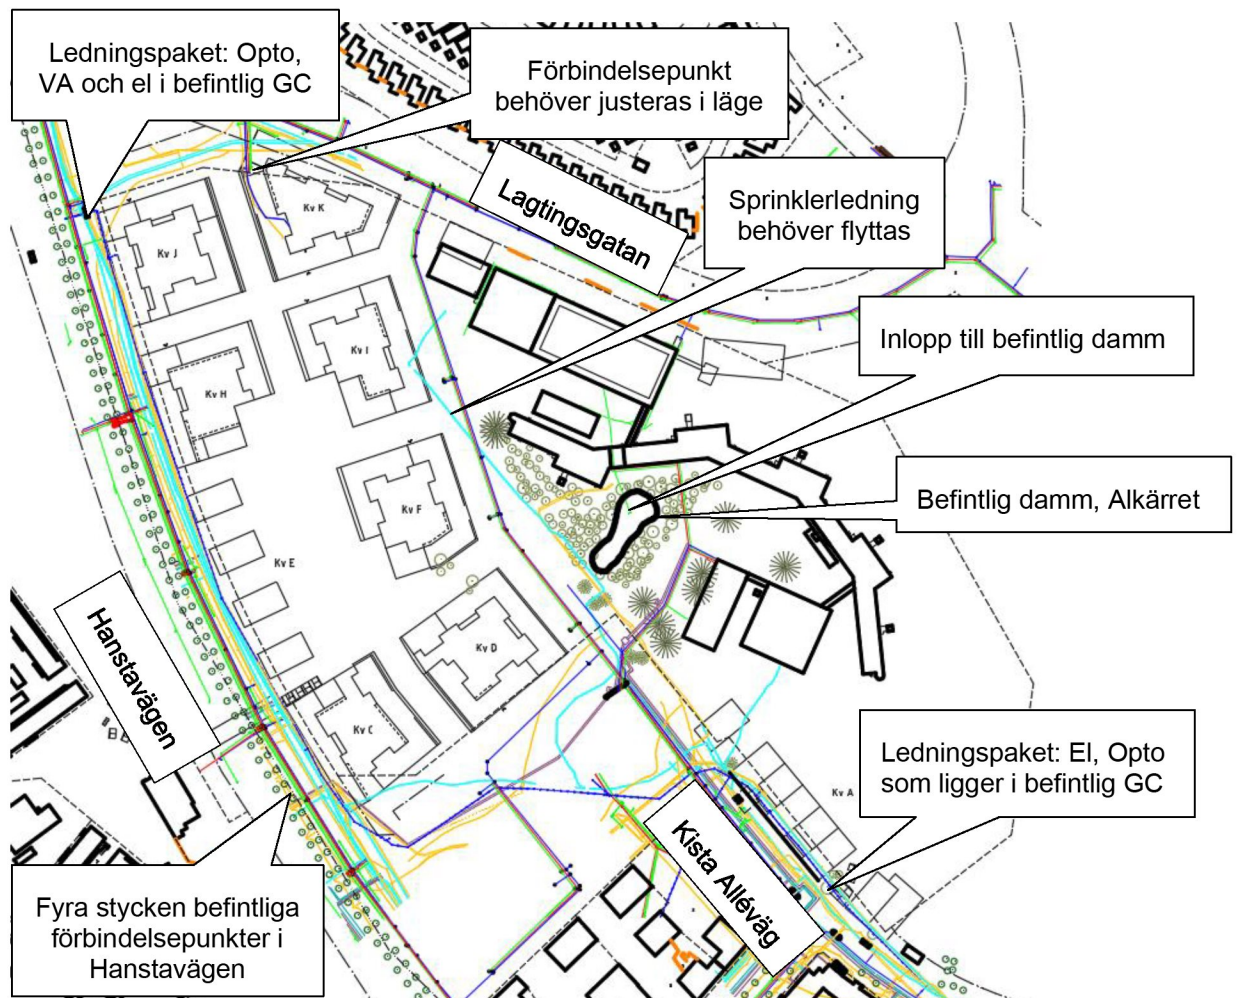 Ledningspaket: Opto,
VA och el i befintlig GC
Förbindelsepunkt
behöver justeras i läge
Lagtingsgatan
Sprinklerledning
behöver flyttas
Inlopp till befintlig damm
Befintlig damm, Alkärret
Kv K
Kv J
Kv I
Kv H
Kv F
Kv E
Kv D
Kv C
Kv A
Hanstavägen
Ledningspaket: El, Opto
som ligger i befintlig GC
Kista Alléväg
Fyra stycken befintliga
förbindelsepunkter i
Hanstavägen